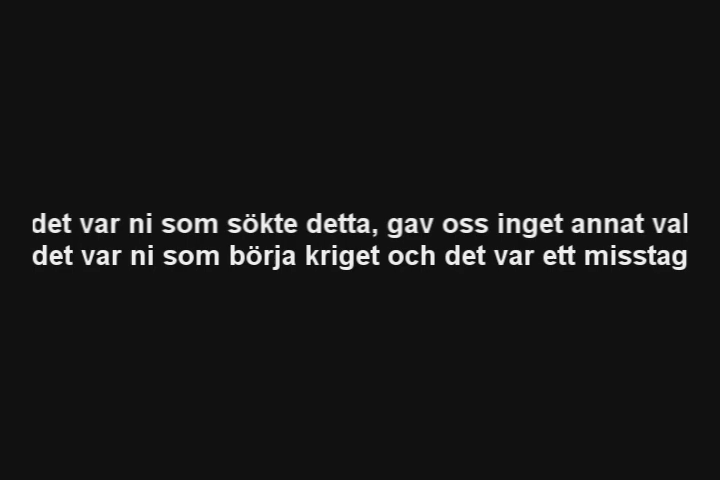 det var ni som sökte detta, gav oss inget annat val
det var ni som börja kriget och det var ett misstag